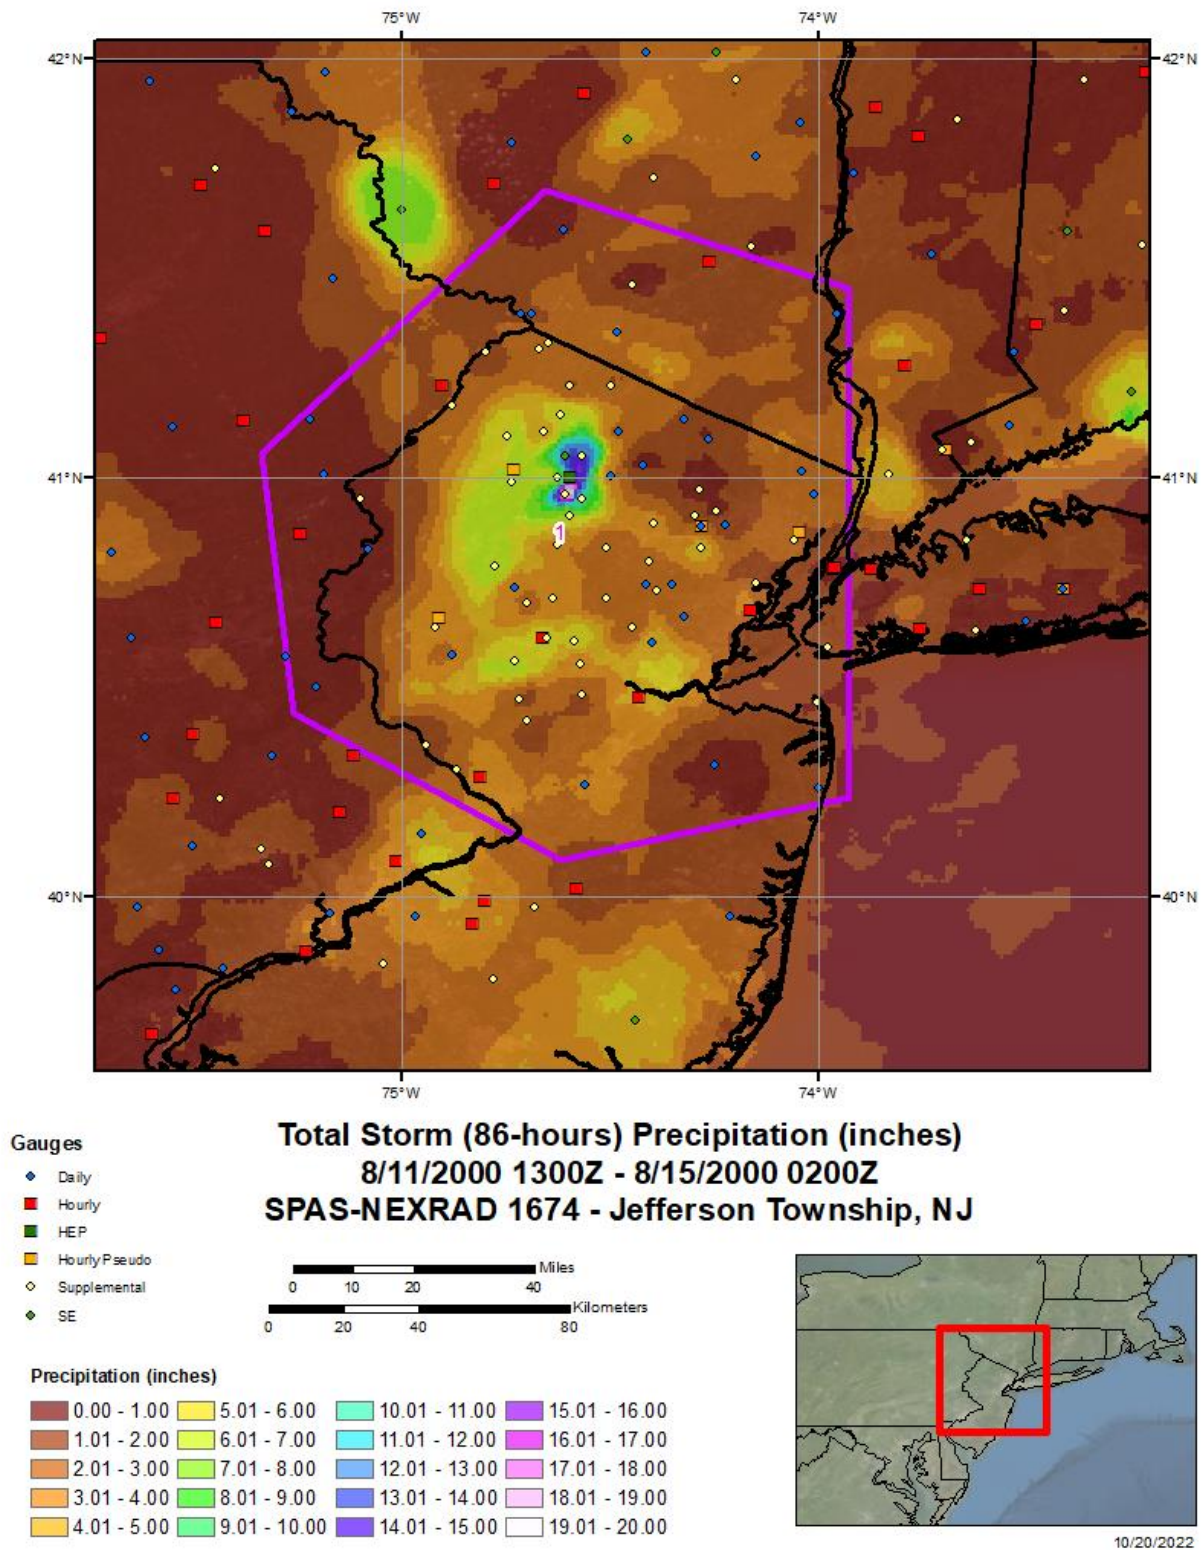 75°W 74°W
42°N 42°N
1
41°N 41°N
40°N 40°N
75°W 74°W
Total Storm (86-hours) Precipitation (inches)
8/11/2000 1300Z - 8/15/2000 0200Z
SPAS-NEXRAD 1674 - Jefferson Township, NJ
Gauges
Daily
Hourly
HEP
Hourly Pseudo
Supplemental
SE
Miles
0 10 20 40
Kilometers
0 20 40 80
Precipitation (inches)
0.00 - 1.00 5.01 - 6.00 10.01 - 11.00 15.01 - 16.00
1.01 - 2.00 6.01 - 7.00 11.01 - 12.00 16.01 - 17.00
2.01 - 3.00 7.01 - 8.00 12.01 - 13.00 17.01 - 18.00
3.01 - 4.00 8.01 - 9.00 13.01 - 14.00 18.01 - 19.00
4.01 - 5.00 9.01 - 10.00 14.01 - 15.00 19.01 - 20.00
10/20/2022